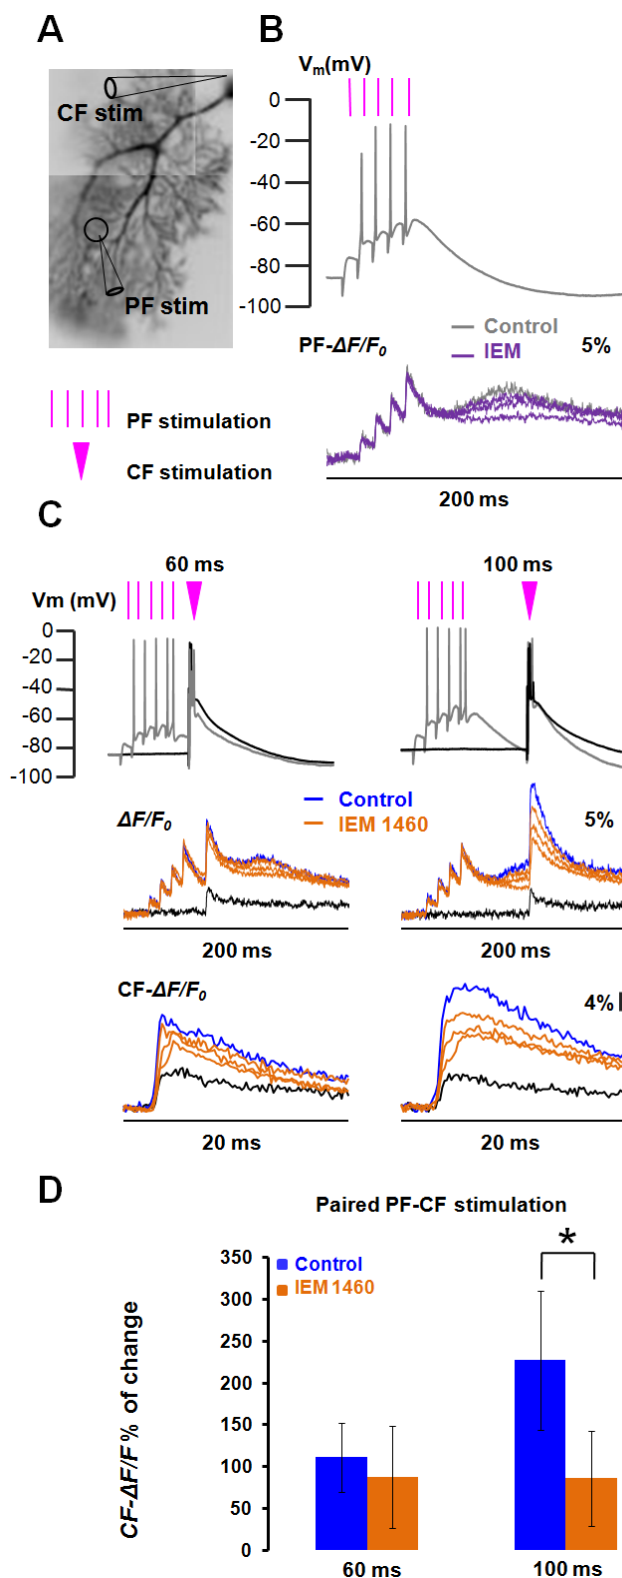 A
B
CF stim
PF stim
Vm(mV)
0
-20
-40
-60
-80
-100
PF-ΔF/F0
Control
IEM
5%
200 ms
PF stimulation
CF stimulation
C
60 ms
100 ms
Vm (mV)
0
-20
-40
-60
-80
-100
ΔF/F0
Control
IEM 1460
5%
200 ms
200 ms
CF-ΔF/F0
4%
20 ms
20 ms
D
Paired PF-CF stimulation
CF-ΔF/F% of change
350
300
250
200
150
100
50
0
Control
IEM 1460
*
60 ms
100 ms